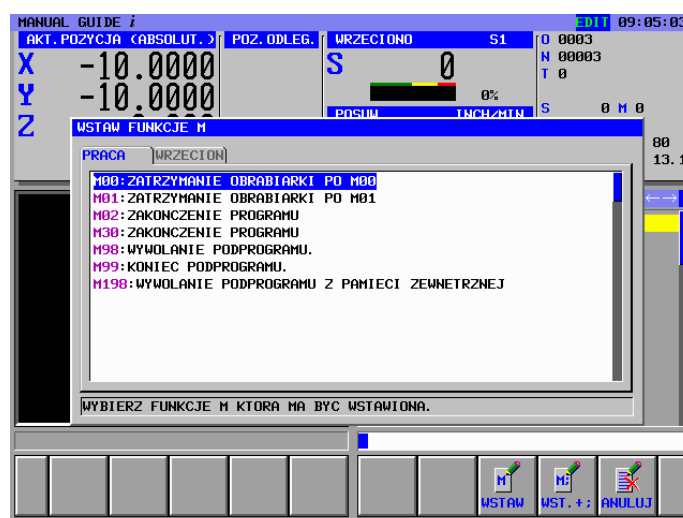 MANUAL GUIDE i EDIT 09:05:03
AKT.POZYCJA (ABSOLUT.) POZ.ODLEG. WRZECIONO S1 O 0003
N 00003
X -10.0000 S 0 T 0
Y -10.0000 0% S 0 M 0
Z POSUW INCH/MIN
WSTAW FUNKCJE M
80
PRACA WRZECION 13.1
M00:ZATRZYMANIE OBRABIARKI PO M00
M01:ZATRZYMANIE OBRABIARKI PO M01
M02:ZAKONCZENIE PROGRAMU
M30:ZAKONCZENIE PROGRAMU
M98:WYWOLANIE PODPROGRAMU.
M99:KONIEC PODPROGRAMU.
M198:WYWOLANIE PODPROGRAMU Z PAMIECI ZEWNETRZNEJ
WYBIERZ FUNKCJE M KTORA MA BYC WSTAWIONA.
M M;
WSTAW WST.+; ANULUJ